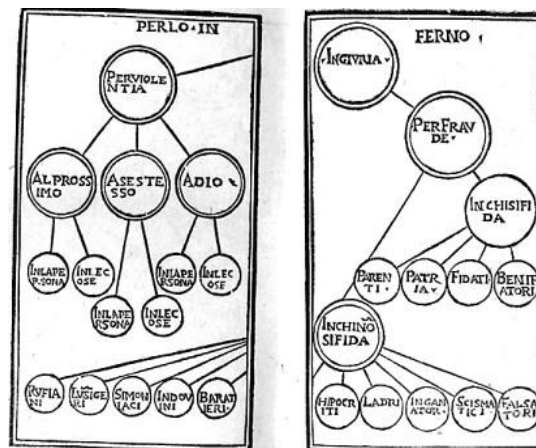 PERLO·IN
PERVIOLE
NTIA
ALPROSS
IMO
ASESTE
SSO
ADIO
INLAPE
RSONA
INLEC
OSE
INLAPE
RSONA
INLEC
OSE
INLAPE
RSONA
INLEC
OSE
RUFIA
NI
LUSIGE
RI
SIMON
IACI
INDOV
INI
BARAT
IERI·
FERNO
·INGIVRIA·
PERFRAV
DE·
INCHISIFI
DA
PAREN
TI·
PATR
IA·
FIDATI·
BENIF
ATORI
INCHINÕ
SIFIDA
HIPOCR
ITI
LADRI
INGAN
ATOR·
SCISMA
TICI
FALSA
TORI